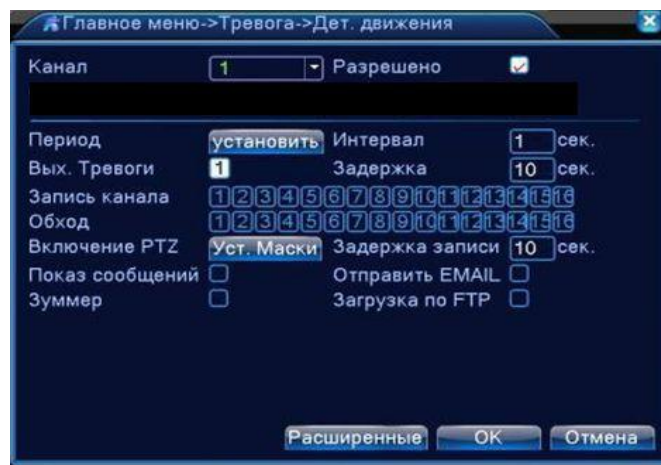 Главное меню->Тревога->Дет. движения
Канал 1 Разрешено
Период установить Интервал 1 сек.
Вых. Тревоги 1 Задержка 10 сек.
Запись канала 1 2 3 4 5 6 7 8 9 10 11 12 13 14 15 16
Обход 1 2 3 4 5 6 7 8 9 10 11 12 13 14 15 16
Включение PTZ Уст. Маски Задержка записи 10 сек.
Показ сообщений Отправить EMAIL
Зуммер Загрузка по FTP
Расширенные OK Отмена